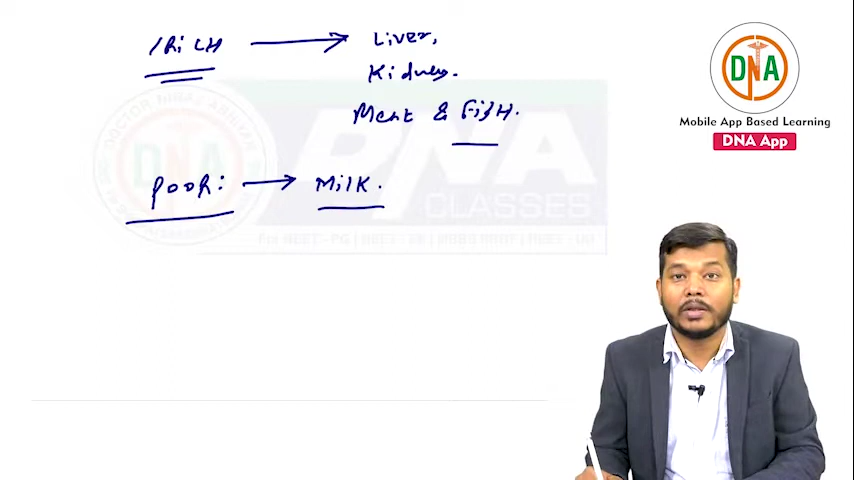 RiCH → Liver,
Kidney.
Meat & FisH.
pooR: → Milk.
DNA
CLASSES
DNA
Mobile App Based Learning
DNA App